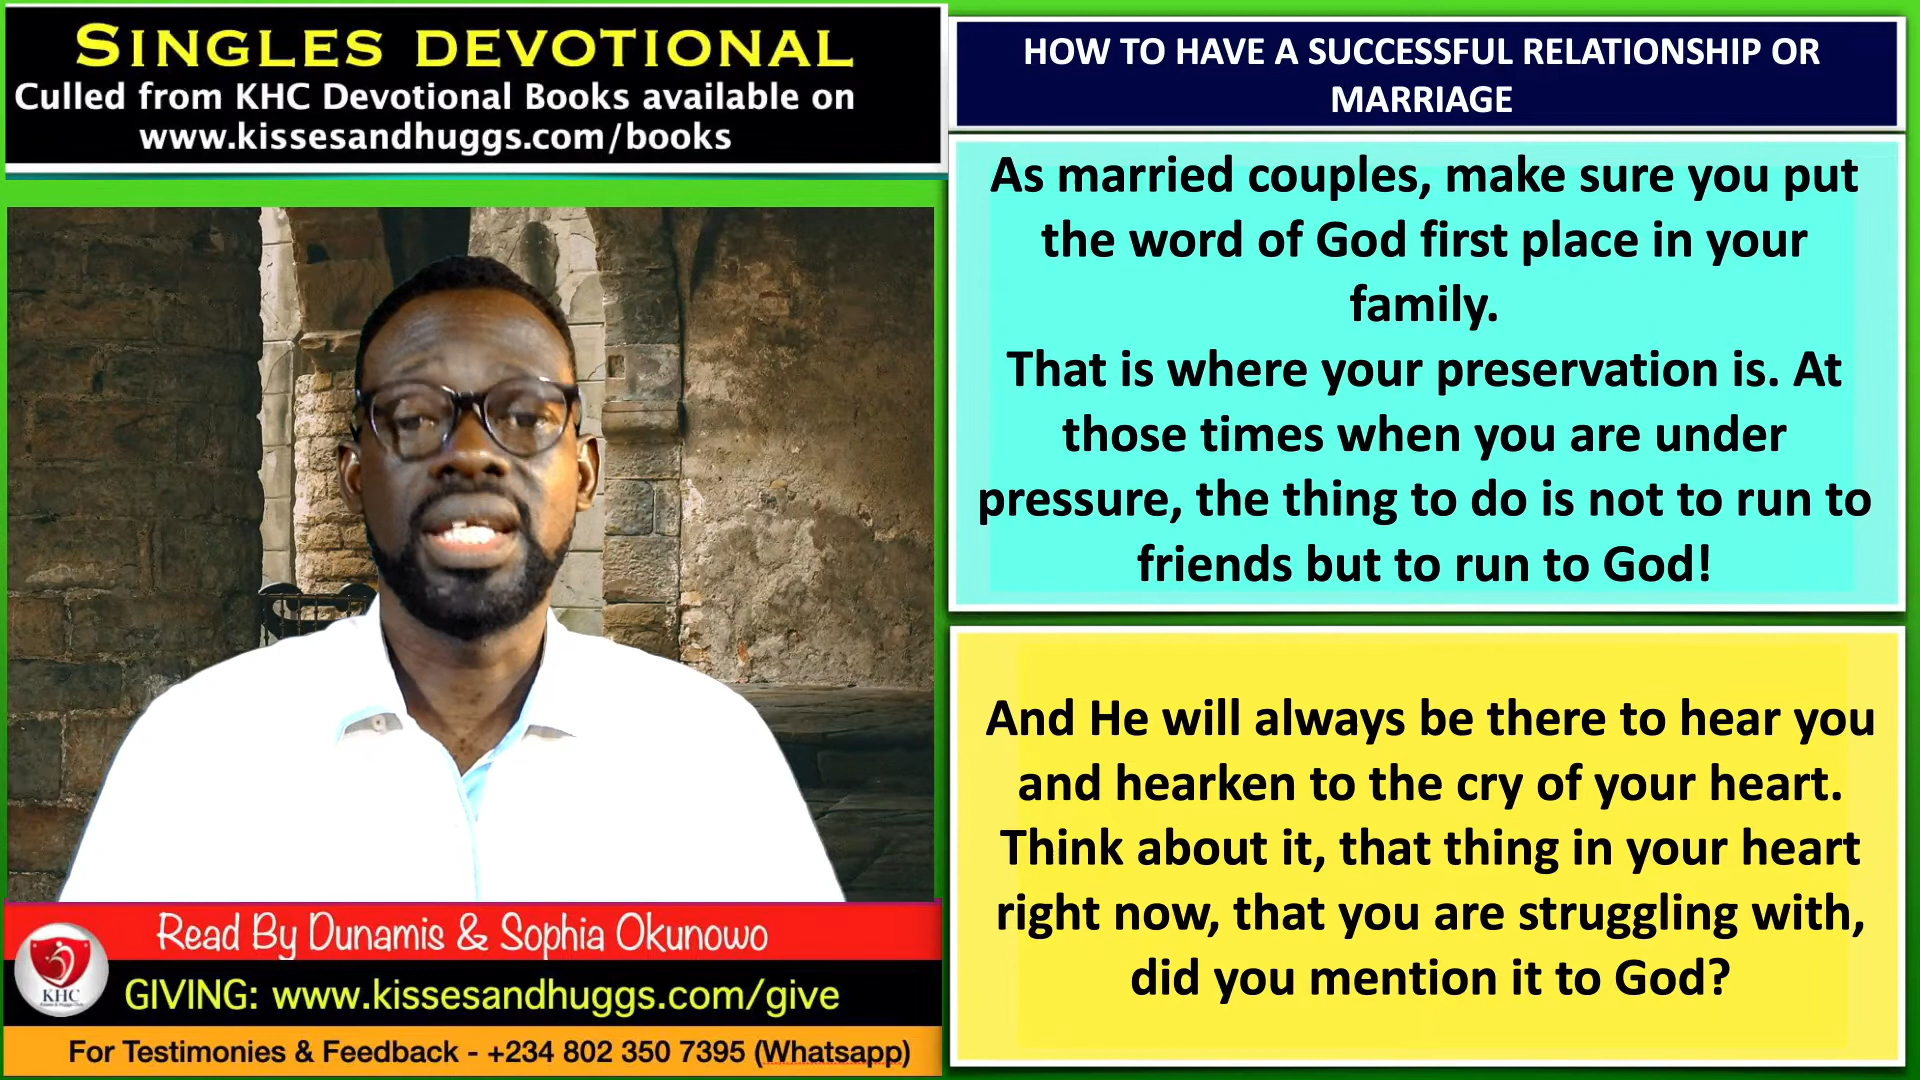 SINGLES DEVOTIONAL
Culled from KHC Devotional Books available on
www.kissesandhuggs.com/books
HOW TO HAVE A SUCCESSFUL RELATIONSHIP OR
MARRIAGE
As married couples, make sure you put
the word of God first place in your
family.
That is where your preservation is. At
those times when you are under
pressure, the thing to do is not to run to
friends but to run to God!
And He will always be there to hear you
and hearken to the cry of your heart.
Think about it, that thing in your heart
right now, that you are struggling with,
did you mention it to God?
Read By Dunamis & Sophia Okunowo
KHC
GIVING: www.kissesandhuggs.com/give
For Testimonies & Feedback - +234 802 350 7395 (Whatsapp)